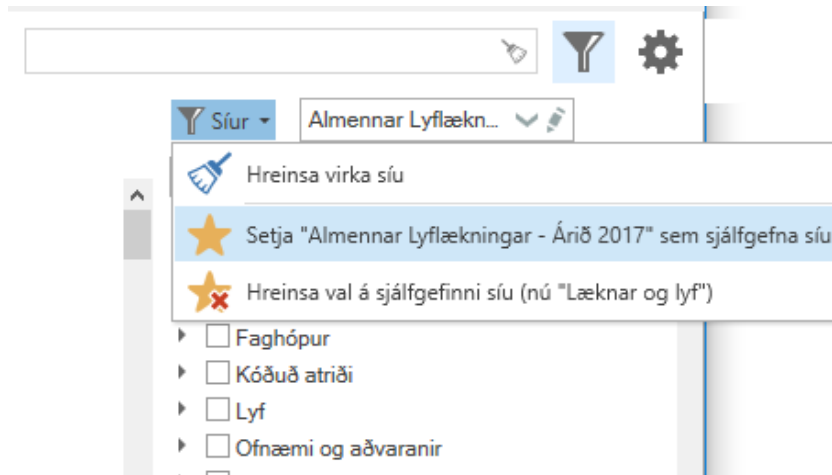 Síur
Almennar Lyflækn...
Hreinsa virka síu
Setja "Almennar Lyflækningar - Árið 2017" sem sjálfgefna síu
Hreinsa val á sjálfgefinni síu (nú "Læknar og lyf")
Faghópur
Kóðuð atriði
Lyf
Ofnæmi og aðvaranir